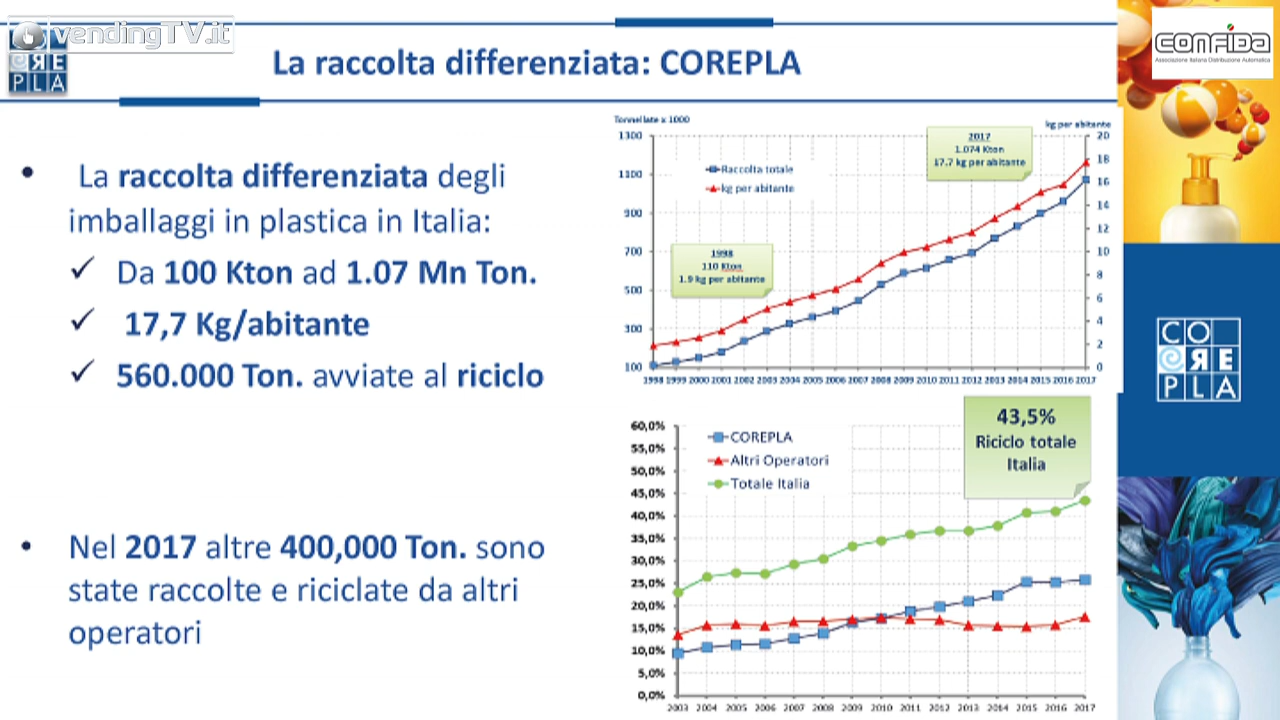 vendingTV.it
CO
REPLA
La raccolta differenziata: COREPLA
CONFIDA
Associazione Italiana Distribuzione Automatica
• La raccolta differenziata degli
imballaggi in plastica in Italia:
✓ Da 100 Kton ad 1.07 Mn Ton.
✓ 17,7 Kg/abitante
✓ 560.000 Ton. avviate al riciclo
• Nel 2017 altre 400,000 Ton. sono
state raccolte e riciclate da altri
operatori
Tonnellate x 1000
kg per abitante
1300
1100
900
700
500
300
100
20
18
16
14
12
10
8
6
4
2
0
Raccolta totale
kg per abitante
2017
1.074 Kton
17.7 kg per abitante
1998
110 Kton
1.9 kg per abitante
1998 1999 2000 2001 2002 2003 2004 2005 2006 2007 2008 2009 2010 2011 2012 2013 2014 2015 2016 2017
60,0%
55,0%
50,0%
45,0%
40,0%
35,0%
30,0%
25,0%
20,0%
15,0%
10,0%
5,0%
0,0%
COREPLA
Altri Operatori
Totale Italia
43,5%
Riciclo totale
Italia
2003 2004 2005 2006 2007 2008 2009 2010 2011 2012 2013 2014 2015 2016 2017
CO
REPLA